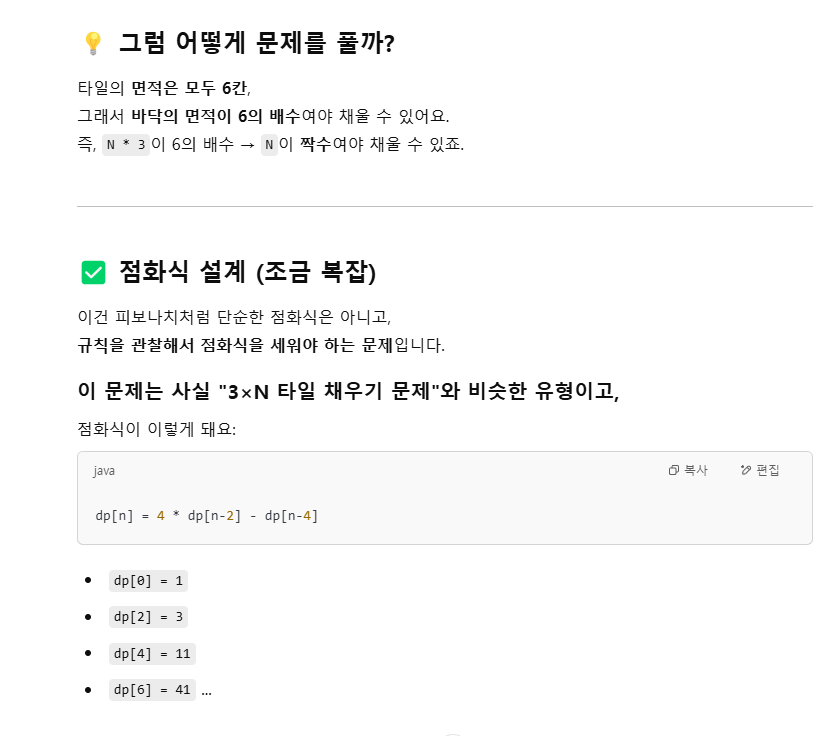 💡 그럼 어떻게 문제를 풀까?
타일의 면적은 모두 6칸,
그래서 바닥의 면적이 6의 배수여야 채울 수 있어요.
즉, N * 3이 6의 배수 → N이 짝수여야 채울 수 있죠.
✅ 점화식 설계 (조금 복잡)
이건 피보나치처럼 단순한 점화식은 아니고,
규칙을 관찰해서 점화식을 세워야 하는 문제입니다.
이 문제는 사실 "3×N 타일 채우기 문제"와 비슷한 유형이고,
점화식이 이렇게 돼요:
java 복사 편집
dp[n] = 4 * dp[n-2] - dp[n-4]
• dp[0] = 1
• dp[2] = 3
• dp[4] = 11
• dp[6] = 41 ...